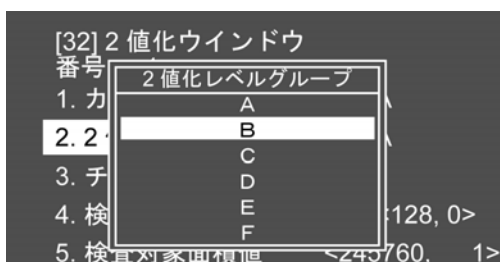 [32] 2 値化ウインドウ
番号
2 値化レベルグループ
1. カ
A
2. 2
B
C
3. チ
D
4. 検
E
:128, 0>
F
5. 検査対象面積値 <245760, 1>